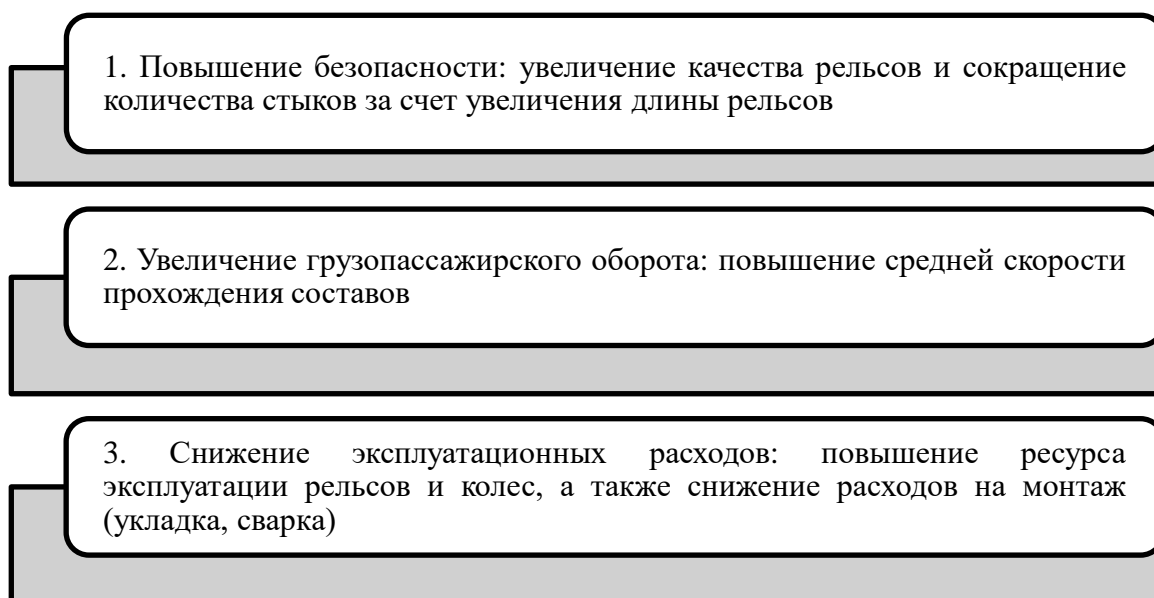 1. Повышение безопасности: увеличение качества рельсов и сокращение
количества стыков за счет увеличения длины рельсов
2. Увеличение грузопассажирского оборота: повышение средней скорости
прохождения составов
3. Снижение эксплуатационных расходов: повышение ресурса
эксплуатации рельсов и колес, а также снижение расходов на монтаж
(укладка, сварка)